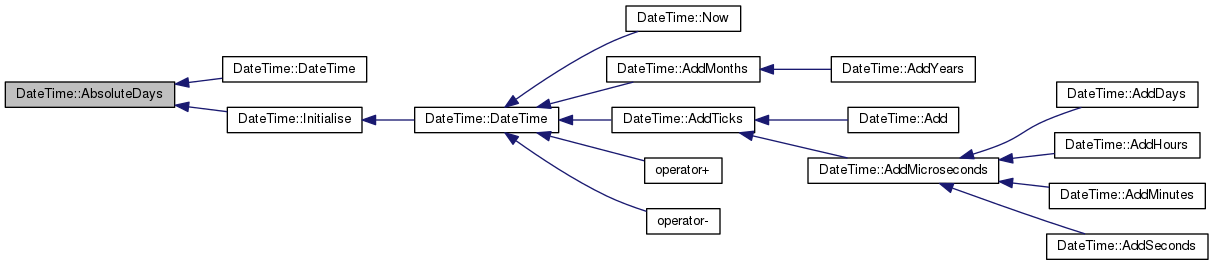 DateTime::AbsoluteDays
DateTime::DateTime
DateTime::Initialise
DateTime::DateTime
DateTime::Now
DateTime::AddMonths
DateTime::AddYears
DateTime::AddTicks
DateTime::Add
DateTime::AddMicroseconds
DateTime::AddDays
DateTime::AddHours
DateTime::AddMinutes
DateTime::AddSeconds
operator+
operator-